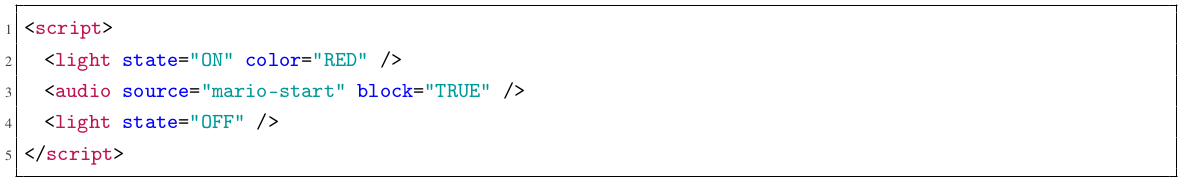 1 <script>
2 <light state="ON" color="RED" />
3 <audio source="mario-start" block="TRUE" />
4 <light state="OFF" />
5 </script>